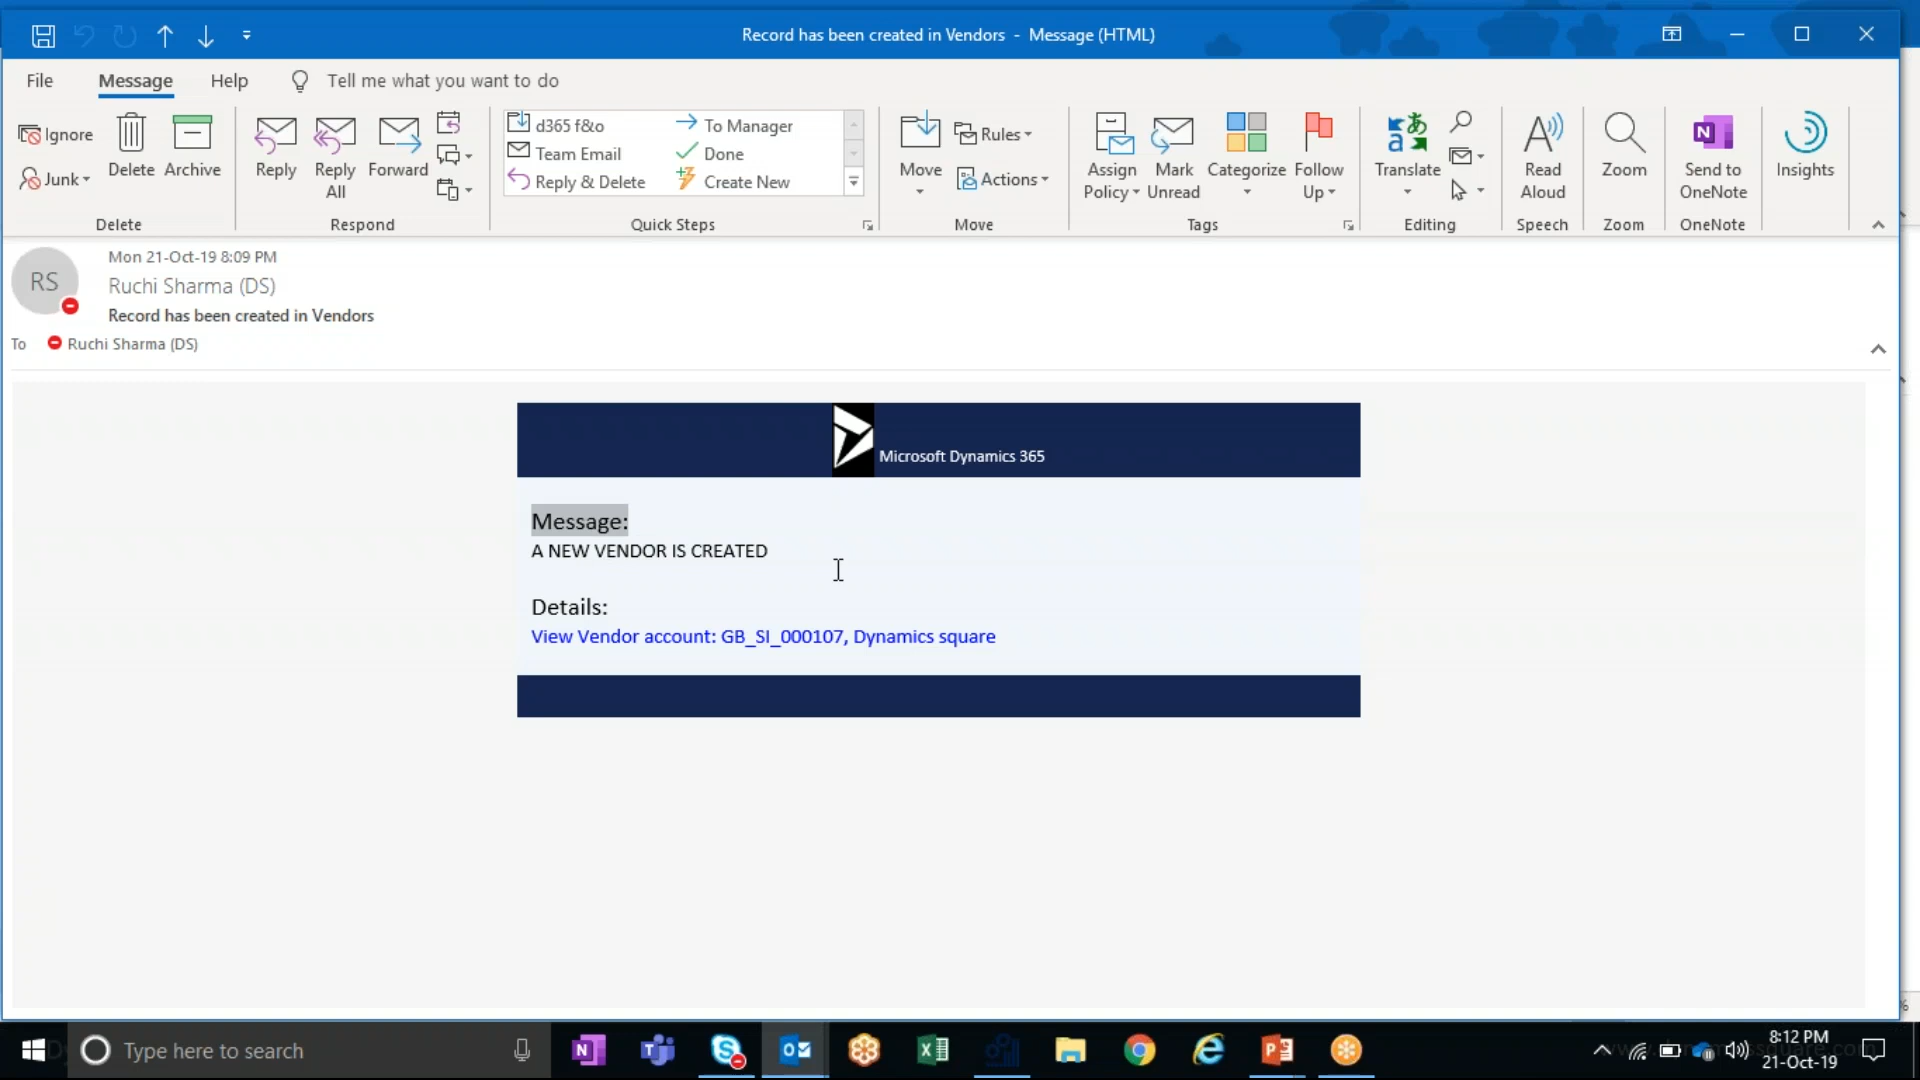 Record has been created in Vendors - Message (HTML)
File Message Help Tell me what you want to do
Ignore
Junk
Delete
Archive
Delete
Reply
Reply All
Forward
Respond
d365 f&o
Team Email
Reply & Delete
To Manager
Done
Create New
Quick Steps
Move
Rules
Actions
Move
Assign Policy
Mark Unread
Categorize
Follow Up
Tags
Translate
Editing
Read Aloud
Speech
Zoom
Zoom
Send to OneNote
OneNote
Insights
RS
Mon 21-Oct-19 8:09 PM
Ruchi Sharma (DS)
Record has been created in Vendors
To Ruchi Sharma (DS)
Microsoft Dynamics 365
Message:
A NEW VENDOR IS CREATED
Details:
View Vendor account: GB_SI_000107, Dynamics square
Type here to search
8:12 PM
21-Oct-19